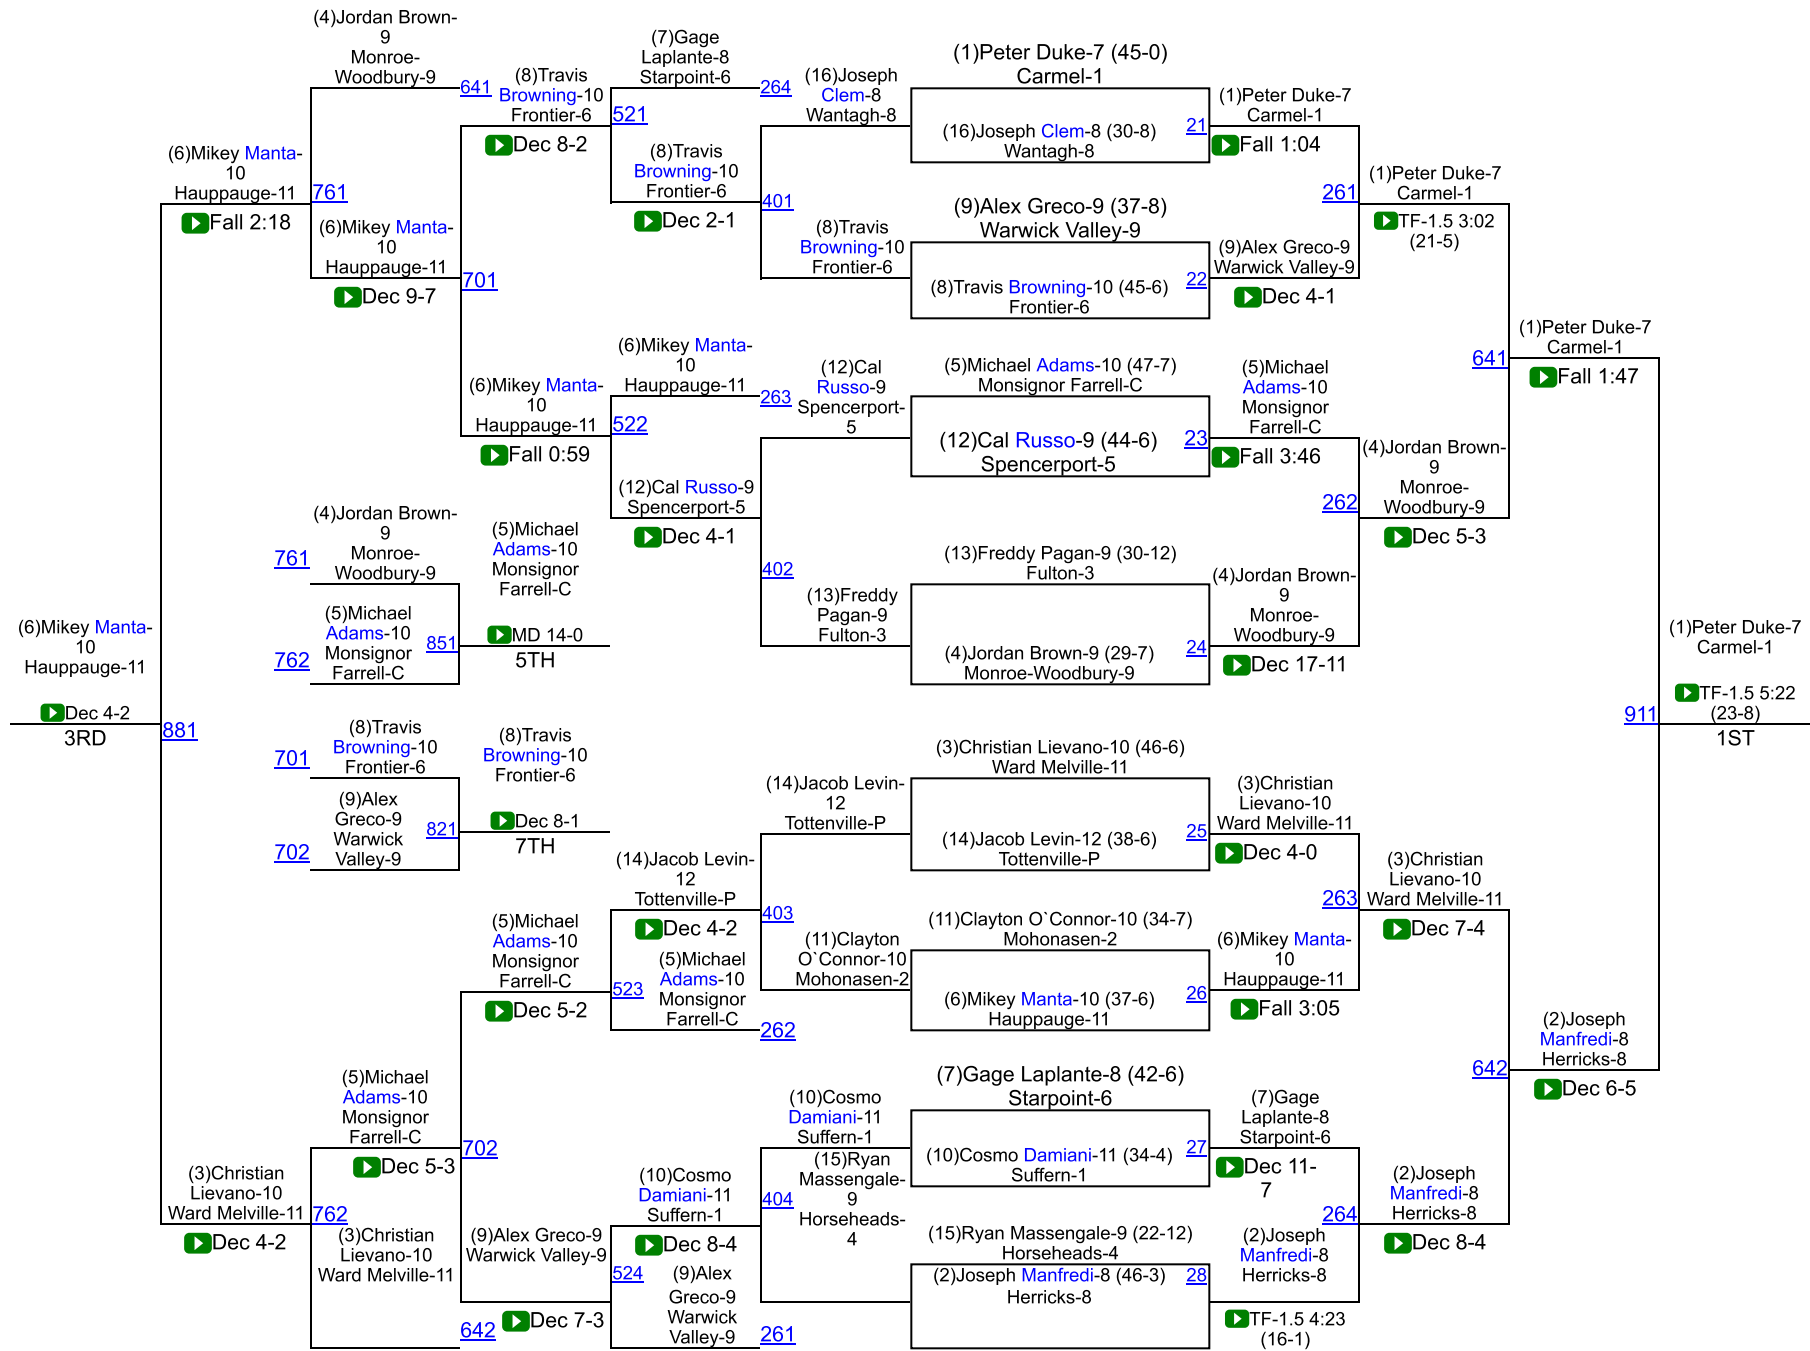 (4)Jordan Brown-
9
Monroe-
Woodbury-9
641
(6)Mikey Manta-
10
Hauppauge-11
Fall 2:18
761
(6)Mikey Manta-
10
Hauppauge-11
Dec 9-7
(8)Travis
Browning-10
Frontier-6
Dec 8-2
701
(6)Mikey Manta-
10
Hauppauge-11
Fall 0:59
(7)Gage
Laplante-8
Starpoint-6
264
521
(8)Travis
Browning-10
Frontier-6
Dec 2-1
401
(16)Joseph
Clem-8
Wantagh-8
(8)Travis
Browning-10
Frontier-6
(6)Mikey Manta-
10
Hauppauge-11
263
522
(12)Cal Russo-9
Spencerport-5
Dec 4-1
(12)Cal
Russo-9
Spencerport-
5
402
(13)Freddy
Pagan-9
Fulton-3
(1)Peter Duke-7 (45-0)
Carmel-1
(16)Joseph Clem-8 (30-8)
Wantagh-8
21
(1)Peter Duke-7
Carmel-1
Fall 1:04
(9)Alex Greco-9 (37-8)
Warwick Valley-9
(8)Travis Browning-10 (45-6)
Frontier-6
22
(9)Alex Greco-9
Warwick Valley-9
Dec 4-1
261
(1)Peter Duke-7
Carmel-1
TF-1.5 3:02
(21-5)
(5)Michael Adams-10 (47-7)
Monsignor Farrell-C
(12)Cal Russo-9 (44-6)
Spencerport-5
23
(5)Michael
Adams-10
Monsignor
Farrell-C
Fall 3:46
(13)Freddy Pagan-9 (30-12)
Fulton-3
(4)Jordan Brown-9 (29-7)
Monroe-Woodbury-9
24
(4)Jordan Brown-
9
Monroe-
Woodbury-9
Dec 17-11
262
(4)Jordan Brown-
9
Monroe-
Woodbury-9
Dec 5-3
641
(1)Peter Duke-7
Carmel-1
Fall 1:47
(6)Mikey Manta-
10
Hauppauge-11
Dec 4-2
3RD
881
761
(4)Jordan Brown-
9
Monroe-
Woodbury-9
762
(5)Michael
Adams-10
Monsignor
Farrell-C
851
(5)Michael
Adams-10
Monsignor
Farrell-C
MD 14-0
5TH
701
(8)Travis
Browning-10
Frontier-6
702
(9)Alex
Greco-9
Warwick
Valley-9
821
(8)Travis
Browning-10
Frontier-6
Dec 8-1
7TH
(1)Peter Duke-7
Carmel-1
911
TF-1.5 5:22
(23-8)
1ST
(3)Christian Lievano-10 (46-6)
Ward Melville-11
(14)Jacob Levin-12 (38-6)
Tottenville-P
25
(3)Christian
Lievano-10
Ward Melville-11
Dec 4-0
(11)Clayton O`Connor-10 (34-7)
Mohonasen-2
(6)Mikey Manta-10 (37-6)
Hauppauge-11
26
(6)Mikey Manta-
10
Hauppauge-11
Fall 3:05
263
(3)Christian
Lievano-10
Ward Melville-11
Dec 7-4
(7)Gage Laplante-8 (42-6)
Starpoint-6
(10)Cosmo Damiani-11 (34-4)
Suffern-1
27
(7)Gage
Laplante-8
Starpoint-6
Dec 11-
7
(15)Ryan Massengale-9 (22-12)
Horseheads-4
(2)Joseph Manfredi-8 (46-3)
Herricks-8
28
(2)Joseph
Manfredi-8
Herricks-8
TF-1.5 4:23
(16-1)
264
(2)Joseph
Manfredi-8
Herricks-8
Dec 8-4
642
(2)Joseph
Manfredi-8
Herricks-8
Dec 6-5
(14)Jacob Levin-
12
Tottenville-P
403
(11)Clayton
O`Connor-10
Mohonasen-2
(14)Jacob Levin-
12
Tottenville-P
Dec 4-2
523
(5)Michael
Adams-10
Monsignor
Farrell-C
262
(5)Michael
Adams-10
Monsignor
Farrell-C
Dec 5-2
(10)Cosmo
Damiani-11
Suffern-1
404
(15)Ryan
Massengale-
9
Horseheads-
4
(10)Cosmo
Damiani-11
Suffern-1
Dec 8-4
524
(9)Alex
Greco-9
Warwick
Valley-9
261
(9)Alex Greco-9
Warwick Valley-9
Dec 7-3
702
(5)Michael
Adams-10
Monsignor
Farrell-C
Dec 5-3
762
(3)Christian
Lievano-10
Ward Melville-11
642
(3)Christian
Lievano-10
Ward Melville-11
Dec 4-2